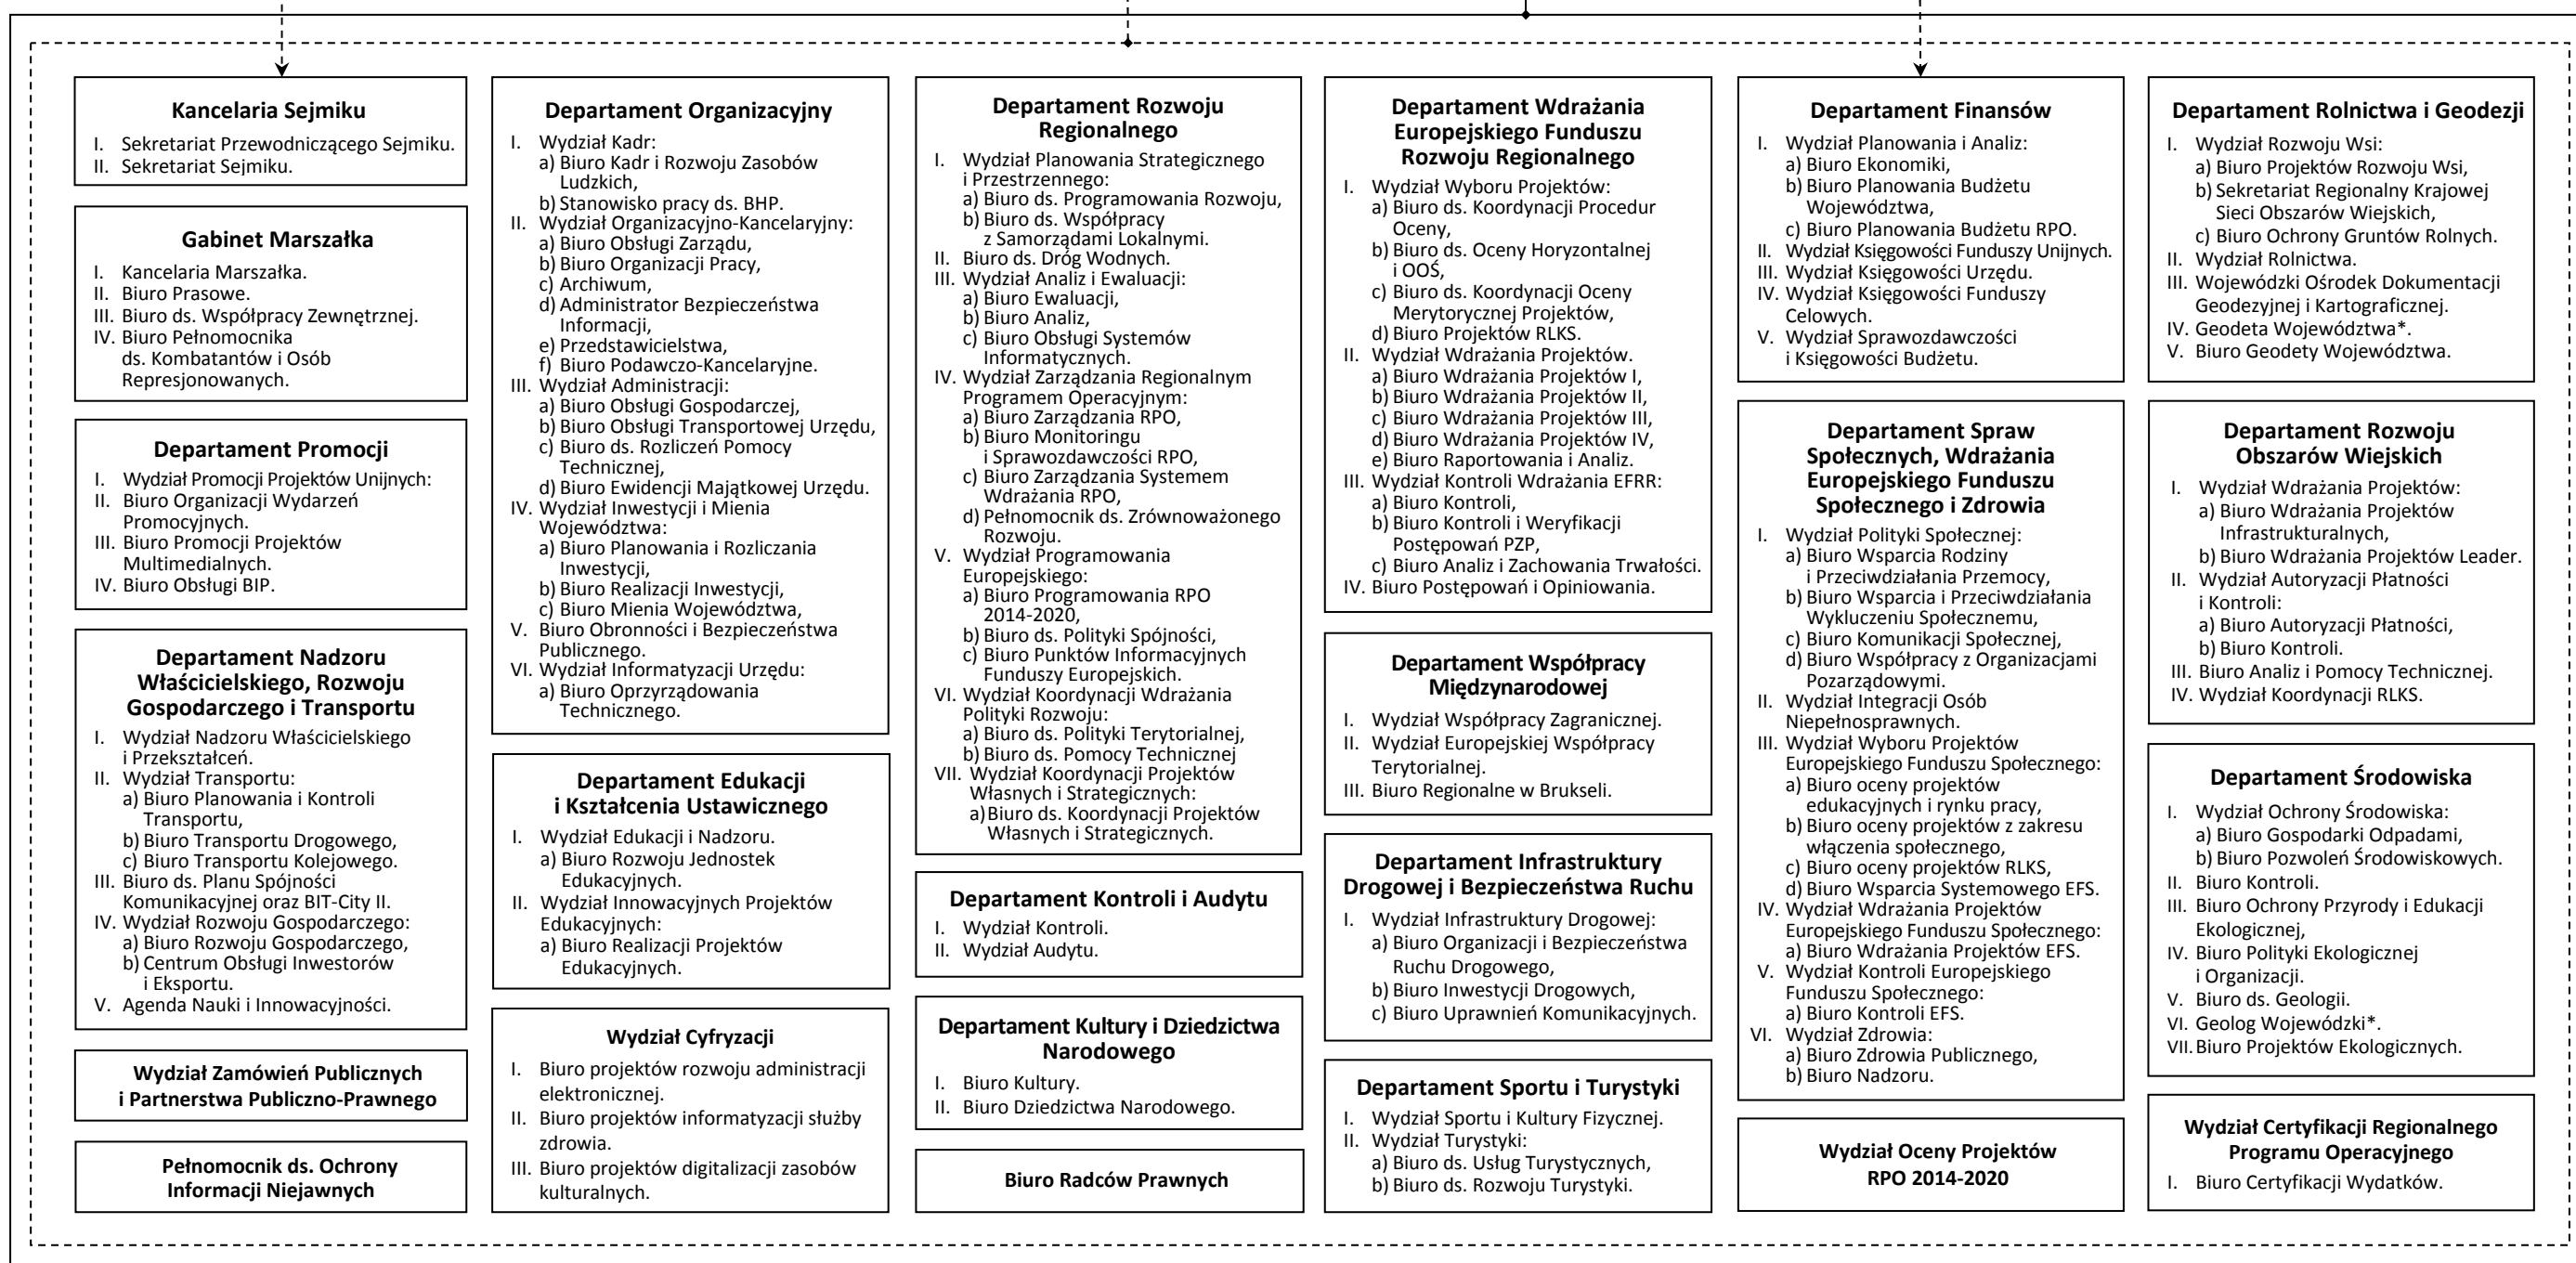 Kancelaria Sejmiku
I. Sekretariat Przewodniczącego Sejmiku.
II. Sekretariat Sejmiku.
Gabinet Marszałka
I. Kancelaria Marszałka.
II. Biuro Prasowe.
III. Biuro ds. Współpracy Zewnętrznej.
IV. Biuro Pełnomocnika
ds. Kombatantów i Osób
Represjonowanych.
Departament Promocji
I. Wydział Promocji Projektów Unijnych:
II. Biuro Organizacji Wydarzeń
Promocyjnych.
III. Biuro Promocji Projektów
Multimedialnych.
IV. Biuro Obsługi BIP.
Departament Nadzoru
Właścicielskiego, Rozwoju
Gospodarczego i Transportu
I. Wydział Nadzoru Właścicielskiego
i Przekształceń.
II. Wydział Transportu:
a) Biuro Planowania i Kontroli
Transportu,
b) Biuro Transportu Drogowego,
c) Biuro Transportu Kolejowego.
III. Biuro ds. Planu Spójności
Komunikacyjnej oraz BIT-City II.
IV. Wydział Rozwoju Gospodarczego:
a) Biuro Rozwoju Gospodarczego,
b) Centrum Obsługi Inwestorów
i Eksportu.
V. Agenda Nauki i Innowacyjności.
Wydział Zamówień Publicznych
i Partnerstwa Publiczno-Prawnego
Pełnomocnik ds. Ochrony
Informacji Niejawnych
Departament Organizacyjny
I. Wydział Kadr:
a) Biuro Kadr i Rozwoju Zasobów
Ludzkich,
b) Stanowisko pracy ds. BHP.
II. Wydział Organizacyjno-Kancelaryjny:
a) Biuro Obsługi Zarządu,
b) Biuro Organizacji Pracy,
c) Archiwum,
d) Administrator Bezpieczeństwa
Informacji,
e) Przedstawicielstwa,
f) Biuro Podawczo-Kancelaryjne.
III. Wydział Administracji:
a) Biuro Obsługi Gospodarczej,
b) Biuro Obsługi Transportowej Urzędu,
c) Biuro ds. Rozliczeń Pomocy
Technicznej,
d) Biuro Ewidencji Majątkowej Urzędu.
IV. Wydział Inwestycji i Mienia
Województwa:
a) Biuro Planowania i Rozliczania
Inwestycji,
b) Biuro Realizacji Inwestycji,
c) Biuro Mienia Województwa,
V. Biuro Obronności i Bezpieczeństwa
Publicznego.
VI. Wydział Informatyzacji Urzędu:
a) Biuro Oprzyrządowania
Technicznego.
Departament Edukacji
i Kształcenia Ustawicznego
I. Wydział Edukacji i Nadzoru.
a) Biuro Rozwoju Jednostek
Edukacyjnych.
II. Wydział Innowacyjnych Projektów
Edukacyjnych:
a) Biuro Realizacji Projektów
Edukacyjnych.
Wydział Cyfryzacji
I. Biuro projektów rozwoju administracji
elektronicznej.
II. Biuro projektów informatyzacji służby
zdrowia.
III. Biuro projektów digitalizacji zasobów
kulturalnych.
Departament Rozwoju
Regionalnego
I. Wydział Planowania Strategicznego
i Przestrzennego:
a) Biuro ds. Programowania Rozwoju,
b) Biuro ds. Współpracy
z Samorządami Lokalnymi.
II. Biuro ds. Dróg Wodnych.
III. Wydział Analiz i Ewaluacji:
a) Biuro Ewaluacji,
b) Biuro Analiz,
c) Biuro Obsługi Systemów
Informatycznych.
IV. Wydział Zarządzania Regionalnym
Programem Operacyjnym:
a) Biuro Zarządzania RPO,
b) Biuro Monitoringu
i Sprawozdawczości RPO,
c) Biuro Zarządzania Systemem
Wdrażania RPO,
d) Pełnomocnik ds. Zrównoważonego
Rozwoju.
V. Wydział Programowania
Europejskiego:
a) Biuro Programowania RPO
2014-2020,
b) Biuro ds. Polityki Spójności,
c) Biuro Punktów Informacyjnych
Funduszy Europejskich.
VI. Wydział Koordynacji Wdrażania
Polityki Rozwoju:
a) Biuro ds. Polityki Terytorialnej,
b) Biuro ds. Pomocy Technicznej
VII. Wydział Koordynacji Projektów
Własnych i Strategicznych:
a) Biuro ds. Koordynacji Projektów
Własnych i Strategicznych.
Departament Kontroli i Audytu
I. Wydział Kontroli.
II. Wydział Audytu.
Departament Kultury i Dziedzictwa
Narodowego
I. Biuro Kultury.
II. Biuro Dziedzictwa Narodowego.
Biuro Radców Prawnych
Departament Wdrażania
Europejskiego Funduszu
Rozwoju Regionalnego
I. Wydział Wyboru Projektów:
a) Biuro ds. Koordynacji Procedur
Oceny,
b) Biuro ds. Oceny Horyzontalnej
i OOŚ,
c) Biuro ds. Koordynacji Oceny
Merytorycznej Projektów,
d) Biuro Projektów RLKS.
II. Wydział Wdrażania Projektów.
a) Biuro Wdrażania Projektów I,
b) Biuro Wdrażania Projektów II,
c) Biuro Wdrażania Projektów III,
d) Biuro Wdrażania Projektów IV,
e) Biuro Raportowania i Analiz.
III. Wydział Kontroli Wdrażania EFRR:
a) Biuro Kontroli,
b) Biuro Kontroli i Weryfikacji
Postępowań PZP,
c) Biuro Analiz i Zachowania Trwałości.
IV. Biuro Postępowań i Opiniowania.
Departament Współpracy
Międzynarodowej
I. Wydział Współpracy Zagranicznej.
II. Wydział Europejskiej Współpracy
Terytorialnej.
III. Biuro Regionalne w Brukseli.
Departament Infrastruktury
Drogowej i Bezpieczeństwa Ruchu
I. Wydział Infrastruktury Drogowej:
a) Biuro Organizacji i Bezpieczeństwa
Ruchu Drogowego,
b) Biuro Inwestycji Drogowych,
c) Biuro Uprawnień Komunikacyjnych.
Departament Sportu i Turystyki
I. Wydział Sportu i Kultury Fizycznej.
II. Wydział Turystyki:
a) Biuro ds. Usług Turystycznych,
b) Biuro ds. Rozwoju Turystyki.
Departament Finansów
I. Wydział Planowania i Analiz:
a) Biuro Ekonomiki,
b) Biuro Planowania Budżetu
Województwa,
c) Biuro Planowania Budżetu RPO.
II. Wydział Księgowości Funduszy Unijnych.
III. Wydział Księgowości Urzędu.
IV. Wydział Księgowości Funduszy
Celowych.
V. Wydział Sprawozdawczości
i Księgowości Budżetu.
Departament Spraw
Społecznych, Wdrażania
Europejskiego Funduszu
Społecznego i Zdrowia
I. Wydział Polityki Społecznej:
a) Biuro Wsparcia Rodziny
i Przeciwdziałania Przemocy,
b) Biuro Wsparcia i Przeciwdziałania
Wykluczeniu Społecznemu,
c) Biuro Komunikacji Społecznej,
d) Biuro Współpracy z Organizacjami
Pozarządowymi.
II. Wydział Integracji Osób
Niepełnosprawnych.
III. Wydział Wyboru Projektów
Europejskiego Funduszu Społecznego:
a) Biuro oceny projektów
edukacyjnych i rynku pracy,
b) Biuro oceny projektów z zakresu
włączenia społecznego,
c) Biuro oceny projektów RLKS,
d) Biuro Wsparcia Systemowego EFS.
IV. Wydział Wdrażania Projektów
Europejskiego Funduszu Społecznego:
a) Biuro Wdrażania Projektów EFS.
V. Wydział Kontroli Europejskiego
Funduszu Społecznego:
a) Biuro Kontroli EFS.
VI. Wydział Zdrowia:
a) Biuro Zdrowia Publicznego,
b) Biuro Nadzoru.
Wydział Oceny Projektów
RPO 2014-2020
Departament Rolnictwa i Geodezji
I. Wydział Rozwoju Wsi:
a) Biuro Projektów Rozwoju Wsi,
b) Sekretariat Regionalny Krajowej
Sieci Obszarów Wiejskich,
c) Biuro Ochrony Gruntów Rolnych.
II. Wydział Rolnictwa.
III. Wojewódzki Ośrodek Dokumentacji
Geodezyjnej i Kartograficznej.
IV. Geodeta Województwa*.
V. Biuro Geodety Województwa.
Departament Rozwoju
Obszarów Wiejskich
I. Wydział Wdrażania Projektów:
a) Biuro Wdrażania Projektów
Infrastrukturalnych,
b) Biuro Wdrażania Projektów Leader.
II. Wydział Autoryzacji Płatności
i Kontroli:
a) Biuro Autoryzacji Płatności,
b) Biuro Kontroli.
III. Biuro Analiz i Pomocy Technicznej.
IV. Wydział Koordynacji RLKS.
Departament Środowiska
I. Wydział Ochrony Środowiska:
a) Biuro Gospodarki Odpadami,
b) Biuro Pozwoleń Środowiskowych.
II. Biuro Kontroli.
III. Biuro Ochrony Przyrody i Edukacji
Ekologicznej,
IV. Biuro Polityki Ekologicznej
i Organizacji.
V. Biuro ds. Geologii.
VI. Geolog Wojewódzki*.
VII. Biuro Projektów Ekologicznych.
Wydział Certyfikacji Regionalnego
Programu Operacyjnego
I. Biuro Certyfikacji Wydatków.